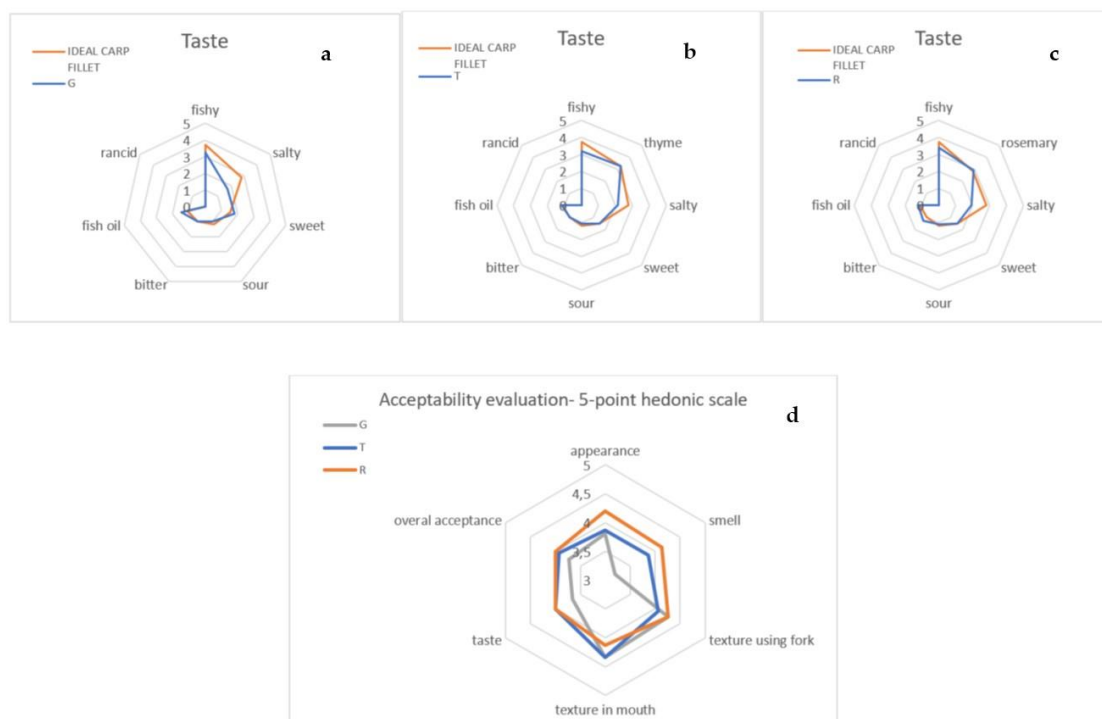 Taste
a
IDEAL CARP
FILLET
G
fishy
salty
sweet
sour
bitter
fish oil
rancid
5
4
3
2
1
0
Taste
b
IDEAL CARP
FILLET
T
fishy
thyme
salty
sweet
sour
bitter
fish oil
rancid
5
4
3
2
1
0
Taste
c
IDEAL CARP
FILLET
R
fishy
rosemary
salty
sweet
sour
bitter
fish oil
rancid
5
4
3
2
1
0
Acceptability evaluation- 5-point hedonic scale
d
G
T
R
appearance
smell
texture using fork
texture in mouth
taste
overal acceptance
5
4,5
4
3,5
3